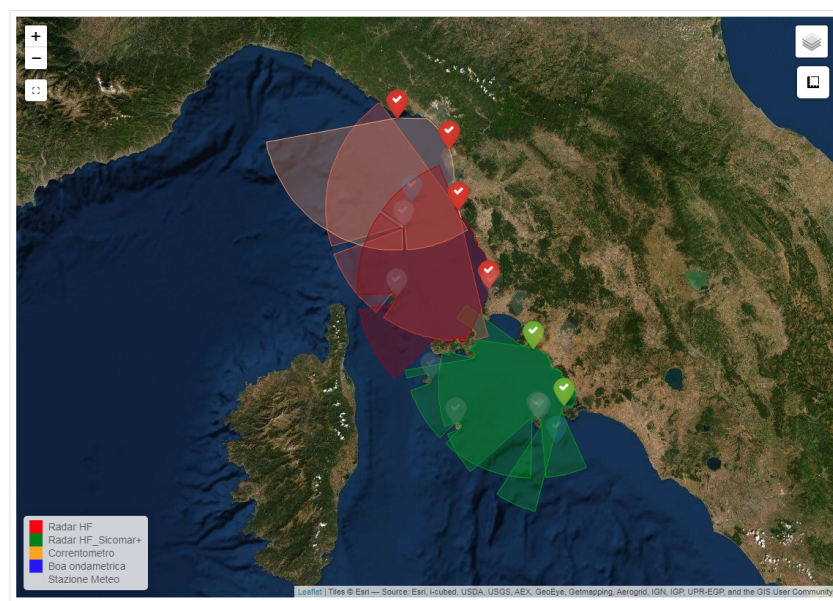 +
−
Radar HF
Radar HF_Sicomar+
Correntometro
Boa ondametrica
Stazione Meteo
Leaflet | Tiles © Esri — Source: Esri, i-cubed, USDA, USGS, AEX, GeoEye, Getmapping, Aerogrid, IGN, IGP, UPR-EGP, and the GIS User Community